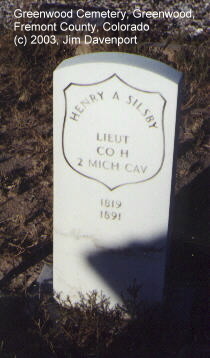 Greenwood Cemetery, Greenwood,
Fremont County, Colorado
(c) 2003, Jim Davenport
HENRY A SILSBY
LIEUT
CO H
2 MICH CAV
1819
1891